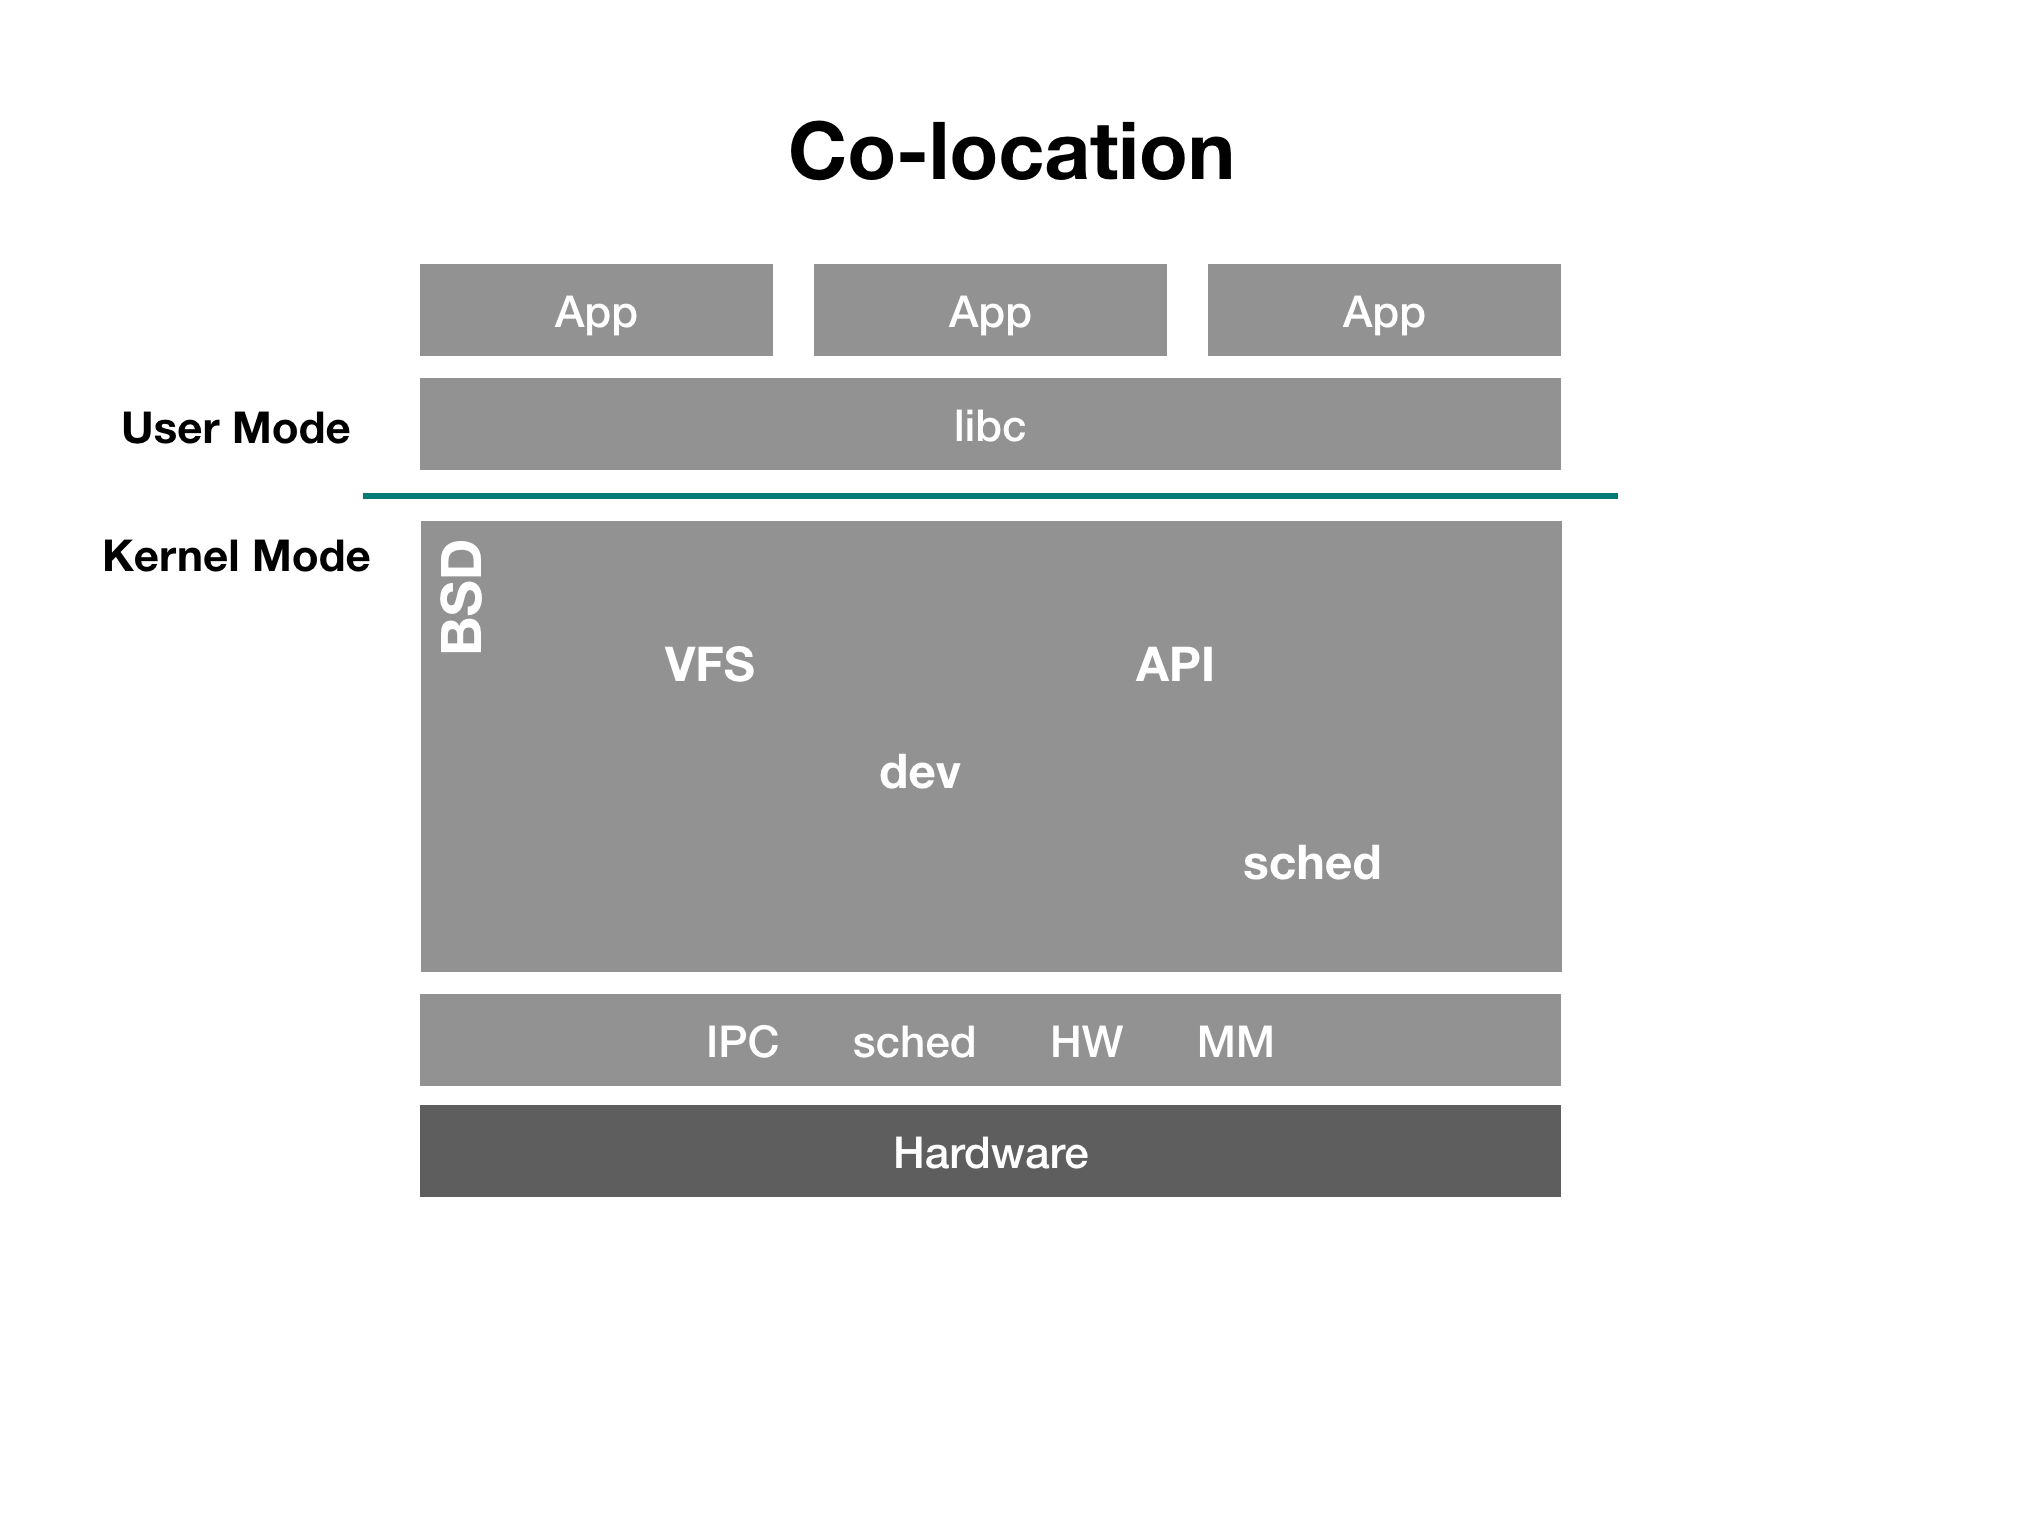 Co-location
App App App
User Mode
libc
Kernel Mode
BSD
VFS API
dev
sched
IPC sched HW MM
Hardware